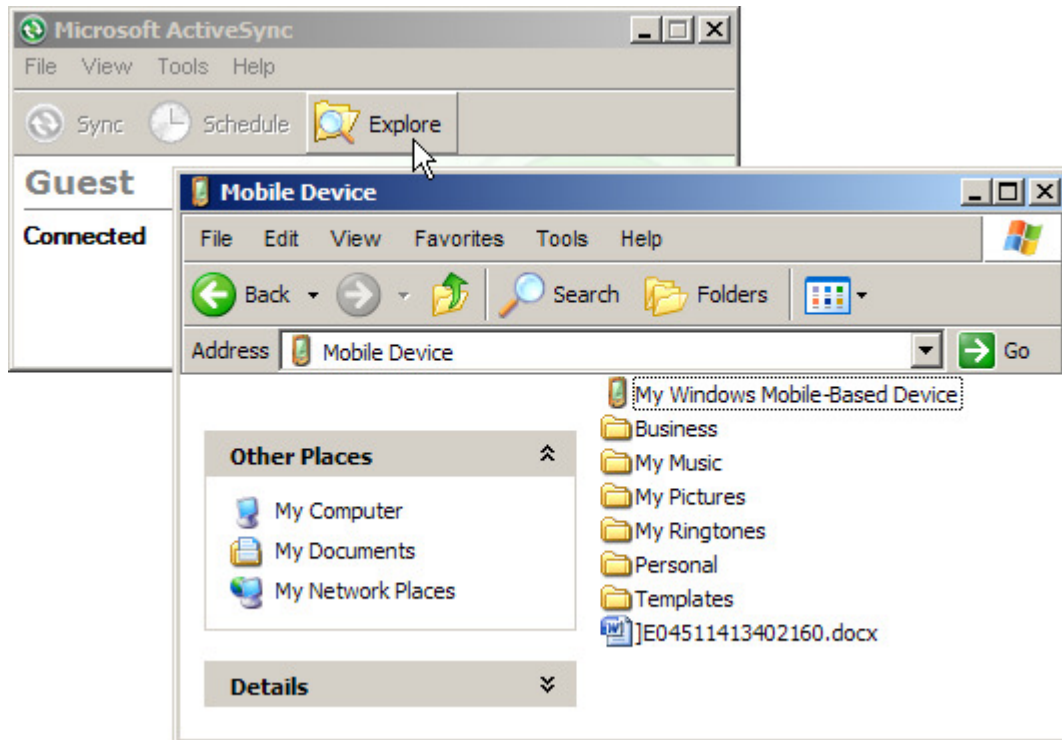 Microsoft ActiveSync
File View Tools Help
Sync Schedule Explore
Guest
Connected
Mobile Device
File Edit View Favorites Tools Help
Back Search Folders
Address Mobile Device Go
My Windows Mobile-Based Device
Business
My Music
My Pictures
My Ringtones
Personal
Templates
]E04511413402160.docx
Other Places
My Computer
My Documents
My Network Places
Details